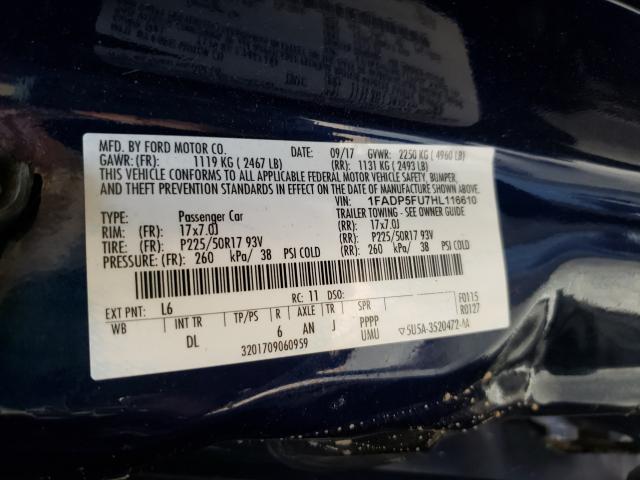 MFD. BY FORD MOTOR CO. DATE: 09/17 GVWR: 2250 KG ( 4960 LB)
GAWR: (FR): 1119 KG ( 2467 LB) (RR): 1131 KG ( 2493 LB)
THIS VEHICLE CONFORMS TO ALL APPLICABLE FEDERAL MOTOR VEHICLE SAFETY, BUMPER,
AND THEFT PREVENTION STANDARDS IN EFFECT ON THE DATE OF MANUFACTURE SHOWN ABOVE.
VIN: 1FADP5FU7HL116610
TYPE: Passenger Car TRAILER TOWING - SEE OWNER MANUAL
RIM: (FR): 17x7.0J (RR): 17x7.0J
TIRE: (FR): P225/50R17 93V (RR): P225/50R17 93V
PRESSURE: (FR): 260 kPa/ 38 PSI COLD (RR): 260 kPa/ 38 PSI COLD
EXT PNT: L6 RC: 11 DSO: F0115
WB INT TR TP/PS R AXLE TR SPR R0127
DL 6 AN J PPPP
UMU
3201709060959 ▽5U5A-3520472-AA